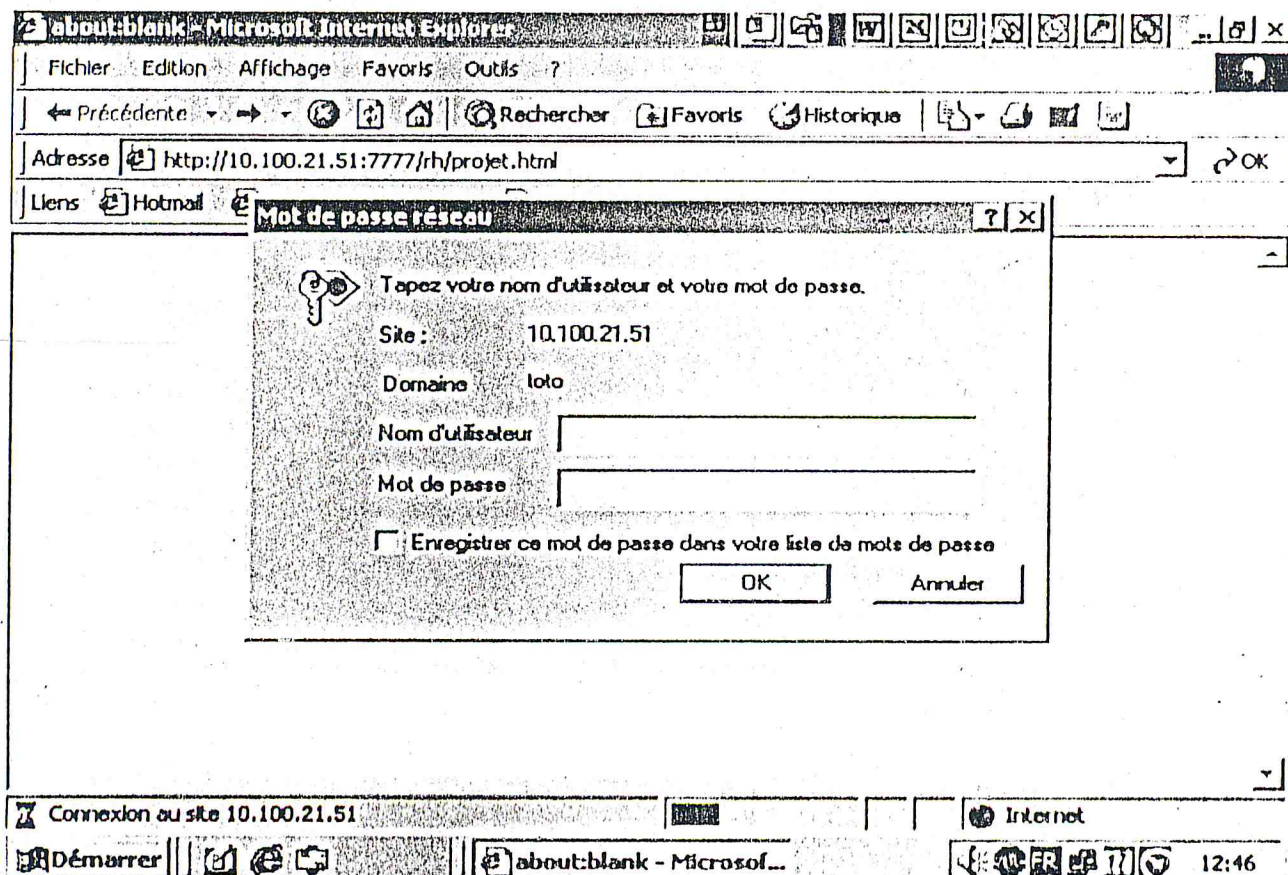 about:blank - Microsoft Internet Explorer
Fichier Edition Affichage Favoris Outils ?
Précédente Rechercher Favoris Historique
Adresse http://10.100.21.51:7777/rh/projet.html OK
Liens Hotmail
Mot de passe réseau
Tapez votre nom d'utilisateur et votre mot de passe.
Site : 10.100.21.51
Domaine toto
Nom d'utilisateur
Mot de passe
Enregistrer ce mot de passe dans votre liste de mots de passe
OK Annuler
Connexion au site 10.100.21.51 Internet
Démarrer about:blank - Microsof... FR 12:46